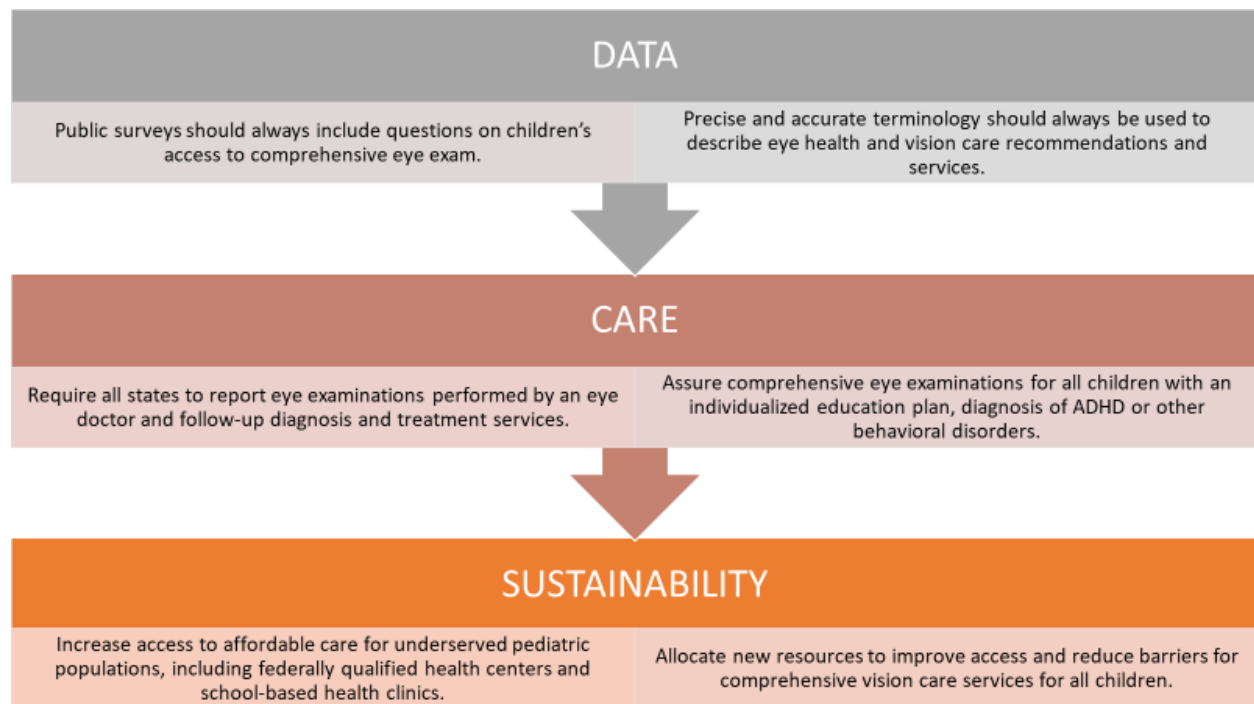 DATA
Public surveys should always include questions on children's
access to comprehensive eye exam.
Precise and accurate terminology should always be used to
describe eye health and vision care recommendations and
services.
CARE
Require all states to report eye examinations performed by an eye
doctor and follow-up diagnosis and treatment services.
Assure comprehensive eye examinations for all children with an
individualized education plan, diagnosis of ADHD or other
behavioral disorders.
SUSTAINABILITY
Increase access to affordable care for underserved pediatric
populations, including federally qualified health centers and
school-based health clinics.
Allocate new resources to improve access and reduce barriers for
comprehensive vision care services for all children.